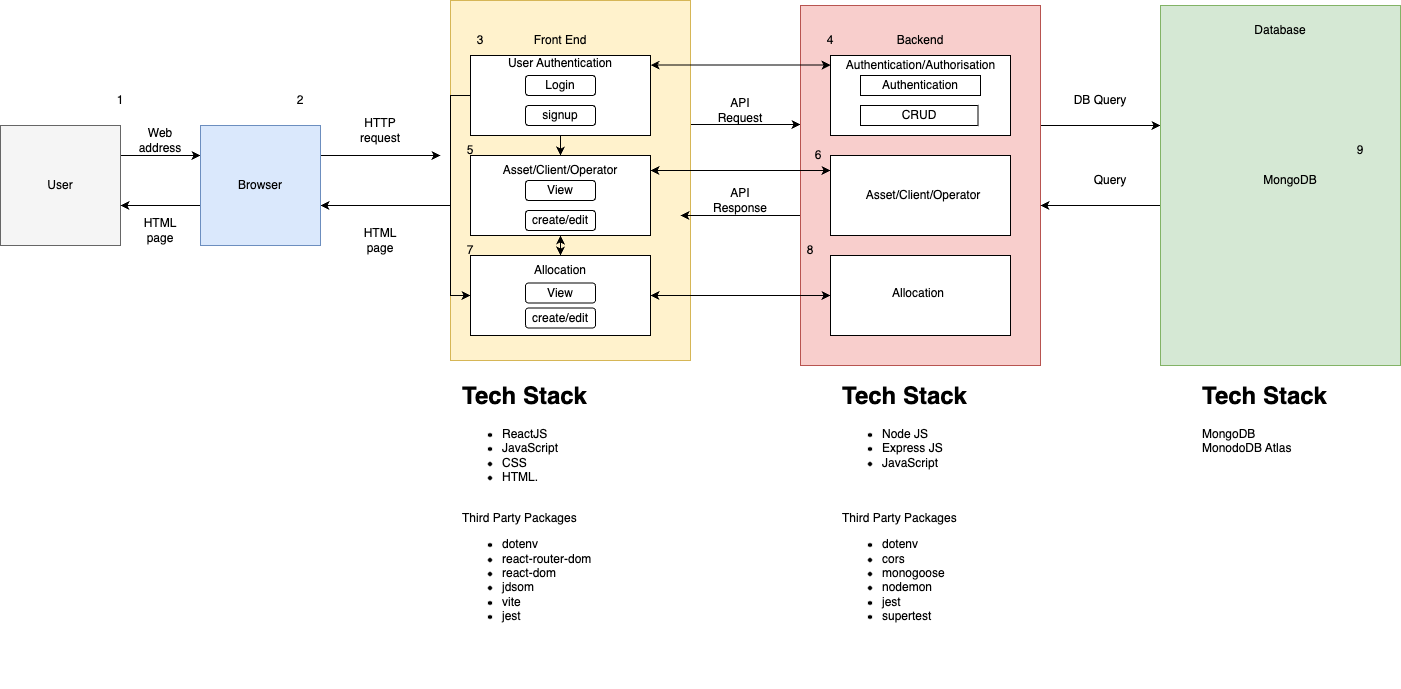 1
2
Web
address
HTML
page
User
Browser
HTTP
request
HTML
page
3
Front End
User Authentication
Login
signup
5
Asset/Client/Operator
View
create/edit
7
Allocation
View
create/edit
API
Request
API
Response
4
Backend
Authentication/Authorisation
Authentication
CRUD
6
Asset/Client/Operator
8
Allocation
DB Query
Query
Database
9
MongoDB
Tech Stack
ReactJS
JavaScript
CSS
HTML.
Third Party Packages
dotenv
react-router-dom
react-dom
jdsom
vite
jest
Tech Stack
Node JS
Express JS
JavaScript
Third Party Packages
dotenv
cors
monogoose
nodemon
jest
supertest
Tech Stack
MongoDB
MonodoDB Atlas